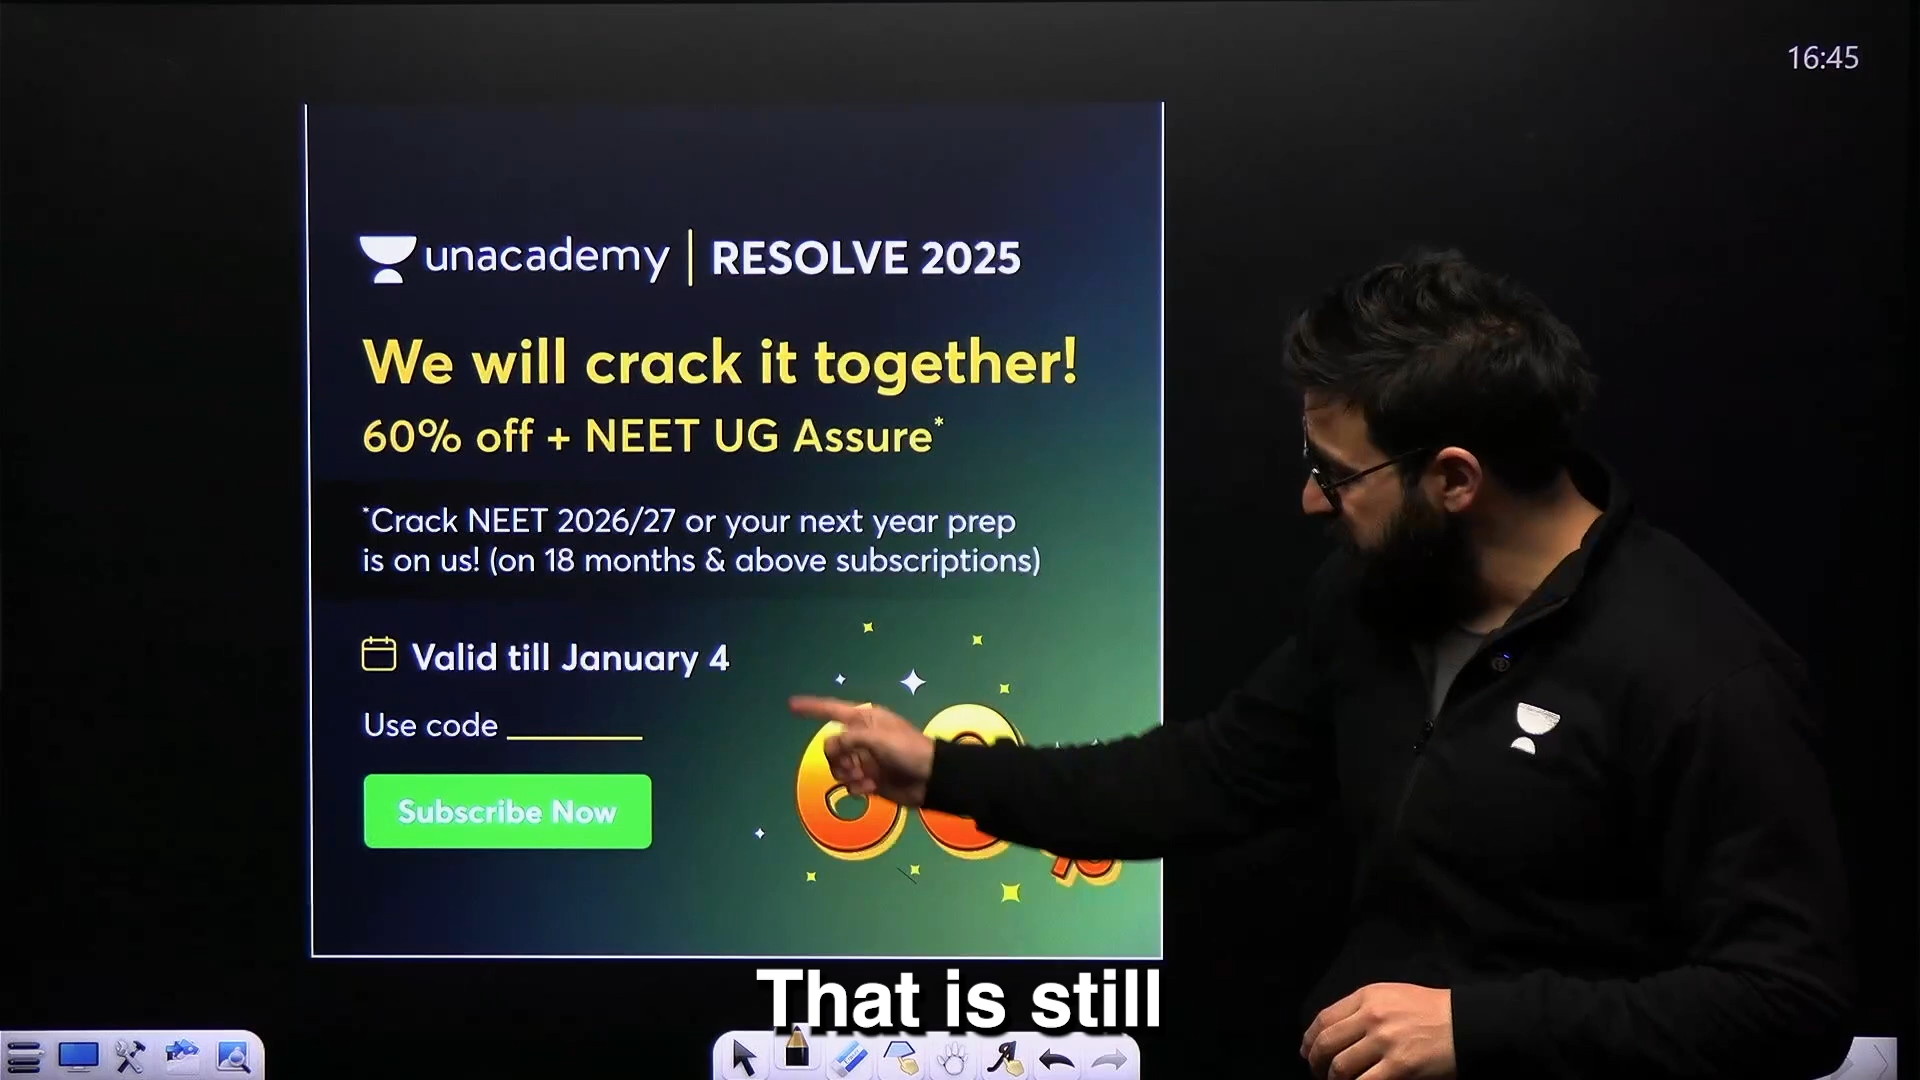 16:45
unacademy | RESOLVE 2025
We will crack it together!
60% off + NEET UG Assure*
*Crack NEET 2026/27 or your next year prep
is on us! (on 18 months & above subscriptions)
Valid till January 4
Use code ________
Subscribe Now
60%
That is still